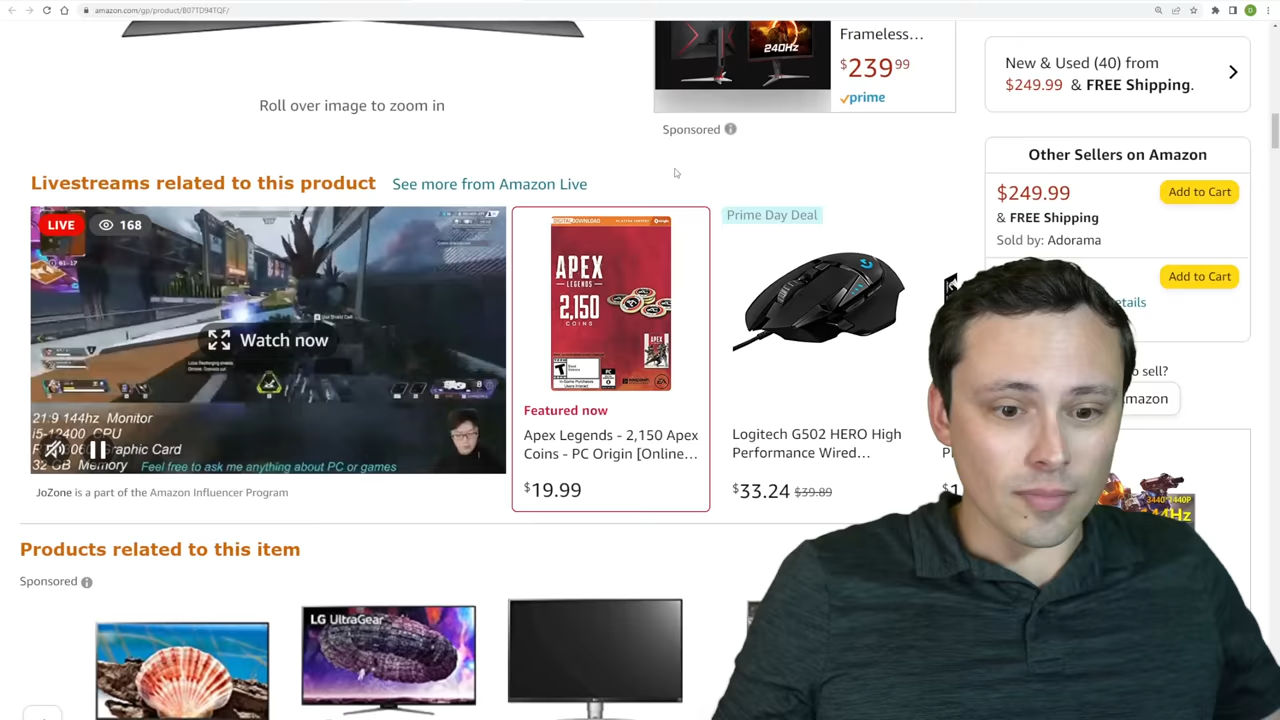 amazon.com/gp/product/B07TD94TQF/
240Hz
Frameless...
$239 99
prime
New & Used (40) from
$249.99 & FREE Shipping.
Roll over image to zoom in
Sponsored
Other Sellers on Amazon
$249.99
Add to Cart
& FREE Shipping
Sold by: Adorama
Add to Cart
etails
o sell?
mazon
Livestreams related to this product
See more from Amazon Live
LIVE
168
Watch now
21:9 144hz Monitor
i5-12400 CPU
raphic Card
32 GB Memory
Feel free to ask me anything about PC or games
JoZone is a part of the Amazon Influencer Program
APEX
LEGENDS
2,150
COINS
Featured now
Apex Legends - 2,150 Apex
Coins - PC Origin [Online...
$19.99
Prime Day Deal
Logitech G502 HERO High
Performance Wired...
$33.24 $39.89
Products related to this item
Sponsored
LG UltraGear